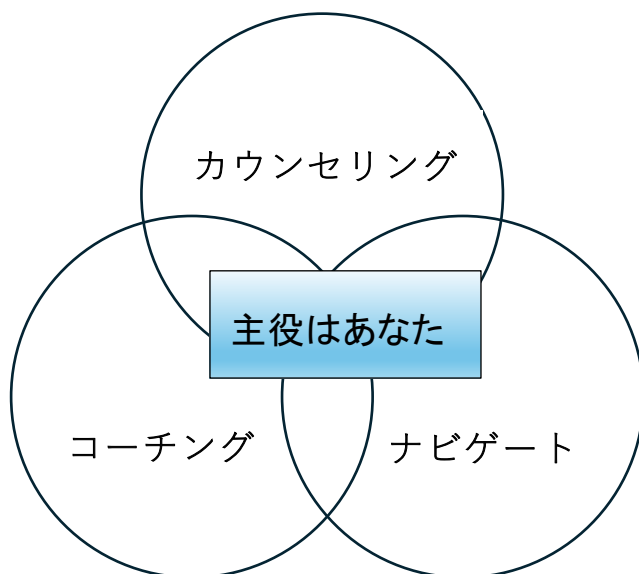 カウンセリング
主役はあなた
コーチング
ナビゲート